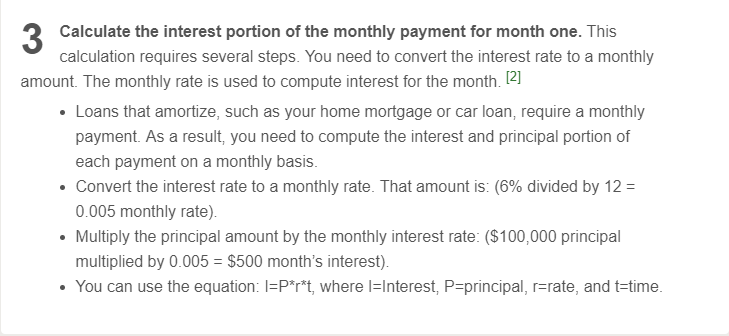 3 Calculate the interest portion of the monthly payment for month one. This
calculation requires several steps. You need to convert the interest rate to a monthly
amount. The monthly rate is used to compute interest for the month. [2]
• Loans that amortize, such as your home mortgage or car loan, require a monthly
payment. As a result, you need to compute the interest and principal portion of
each payment on a monthly basis.
• Convert the interest rate to a monthly rate. That amount is: (6% divided by 12 =
0.005 monthly rate).
• Multiply the principal amount by the monthly interest rate: ($100,000 principal
multiplied by 0.005 = $500 month’s interest).
• You can use the equation: I=P*r*t, where I=Interest, P=principal, r=rate, and t=time.